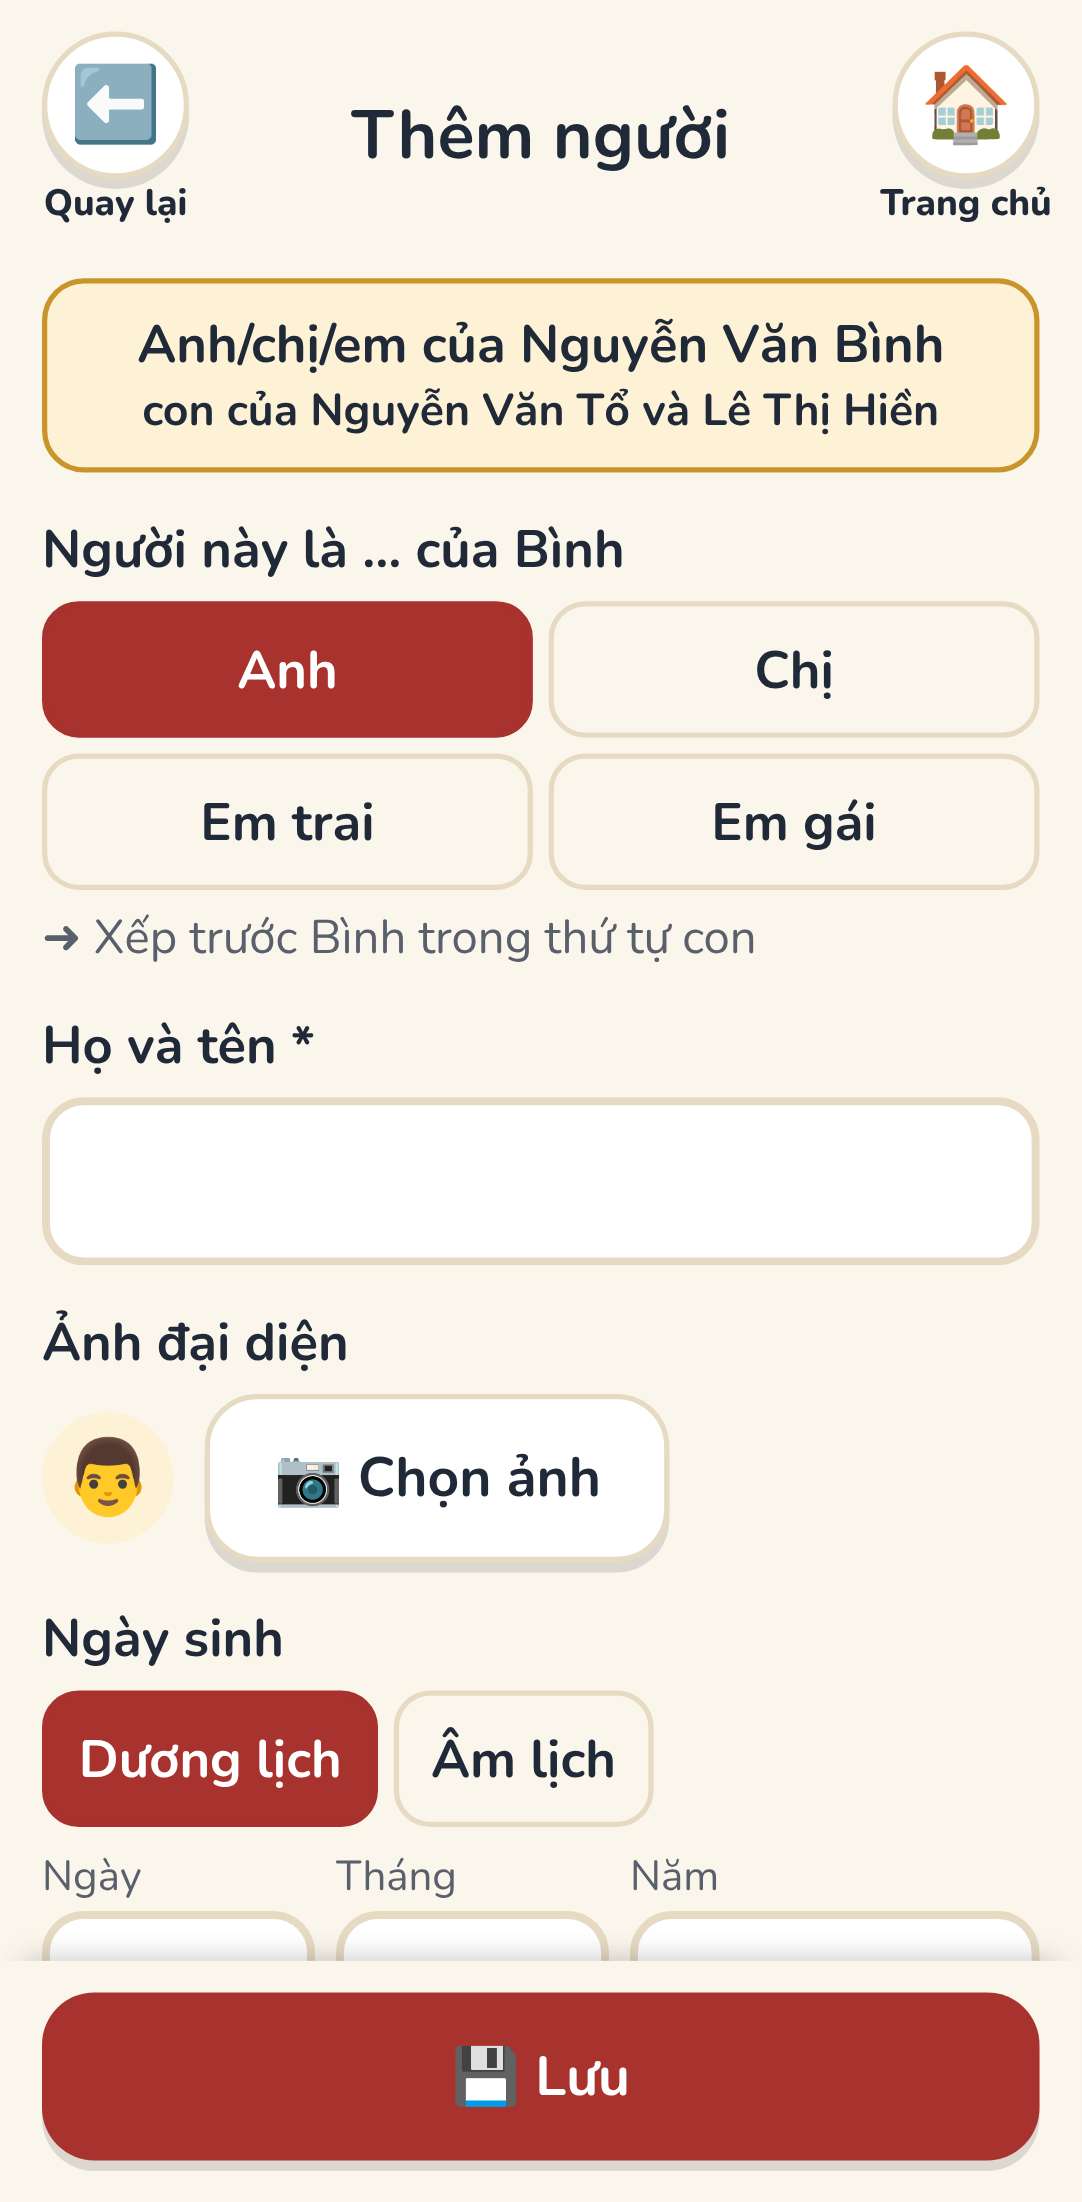 Thêm người
Quay lại
Trang chủ
Anh/chị/em của Nguyễn Văn Bình
con của Nguyễn Văn Tổ và Lê Thị Hiền
Người này là ... của Bình
Anh
Chị
Em trai
Em gái
➜ Xếp trước Bình trong thứ tự con
Họ và tên *
Ảnh đại diện
Chọn ảnh
Ngày sinh
Dương lịch
Âm lịch
Ngày
Tháng
Năm
Lưu